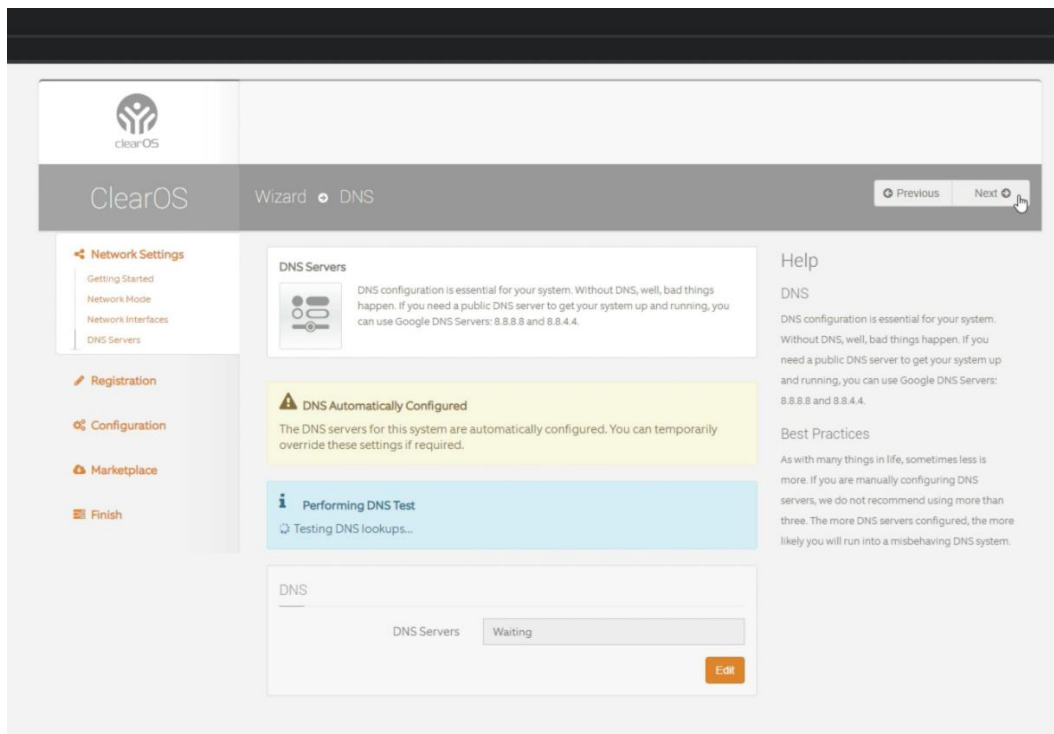 clearOS
ClearOS
Wizard DNS
Previous
Next
Network Settings
Getting Started
Network Mode
Network Interfaces
DNS Servers
Registration
Configuration
Marketplace
Finish
DNS Servers
DNS configuration is essential for your system. Without DNS, well, bad things
happen. If you need a public DNS server to get your system up and running, you
can use Google DNS Servers: 8.8.8.8 and 8.8.4.4.
DNS Automatically Configured
The DNS servers for this system are automatically configured. You can temporarily
override these settings if required.
Performing DNS Test
Testing DNS lookups...
DNS
DNS Servers Waiting
Edit
Help
DNS
DNS configuration is essential for your system.
Without DNS, well, bad things happen. If you
need a public DNS server to get your system up
and running, you can use Google DNS Servers:
8.8.8.8 and 8.8.4.4.
Best Practices
As with many things in life, sometimes less is
more. If you are manually configuring DNS
servers, we do not recommend using more than
three. The more DNS servers configured, the more
likely you will run into a misbehaving DNS system.